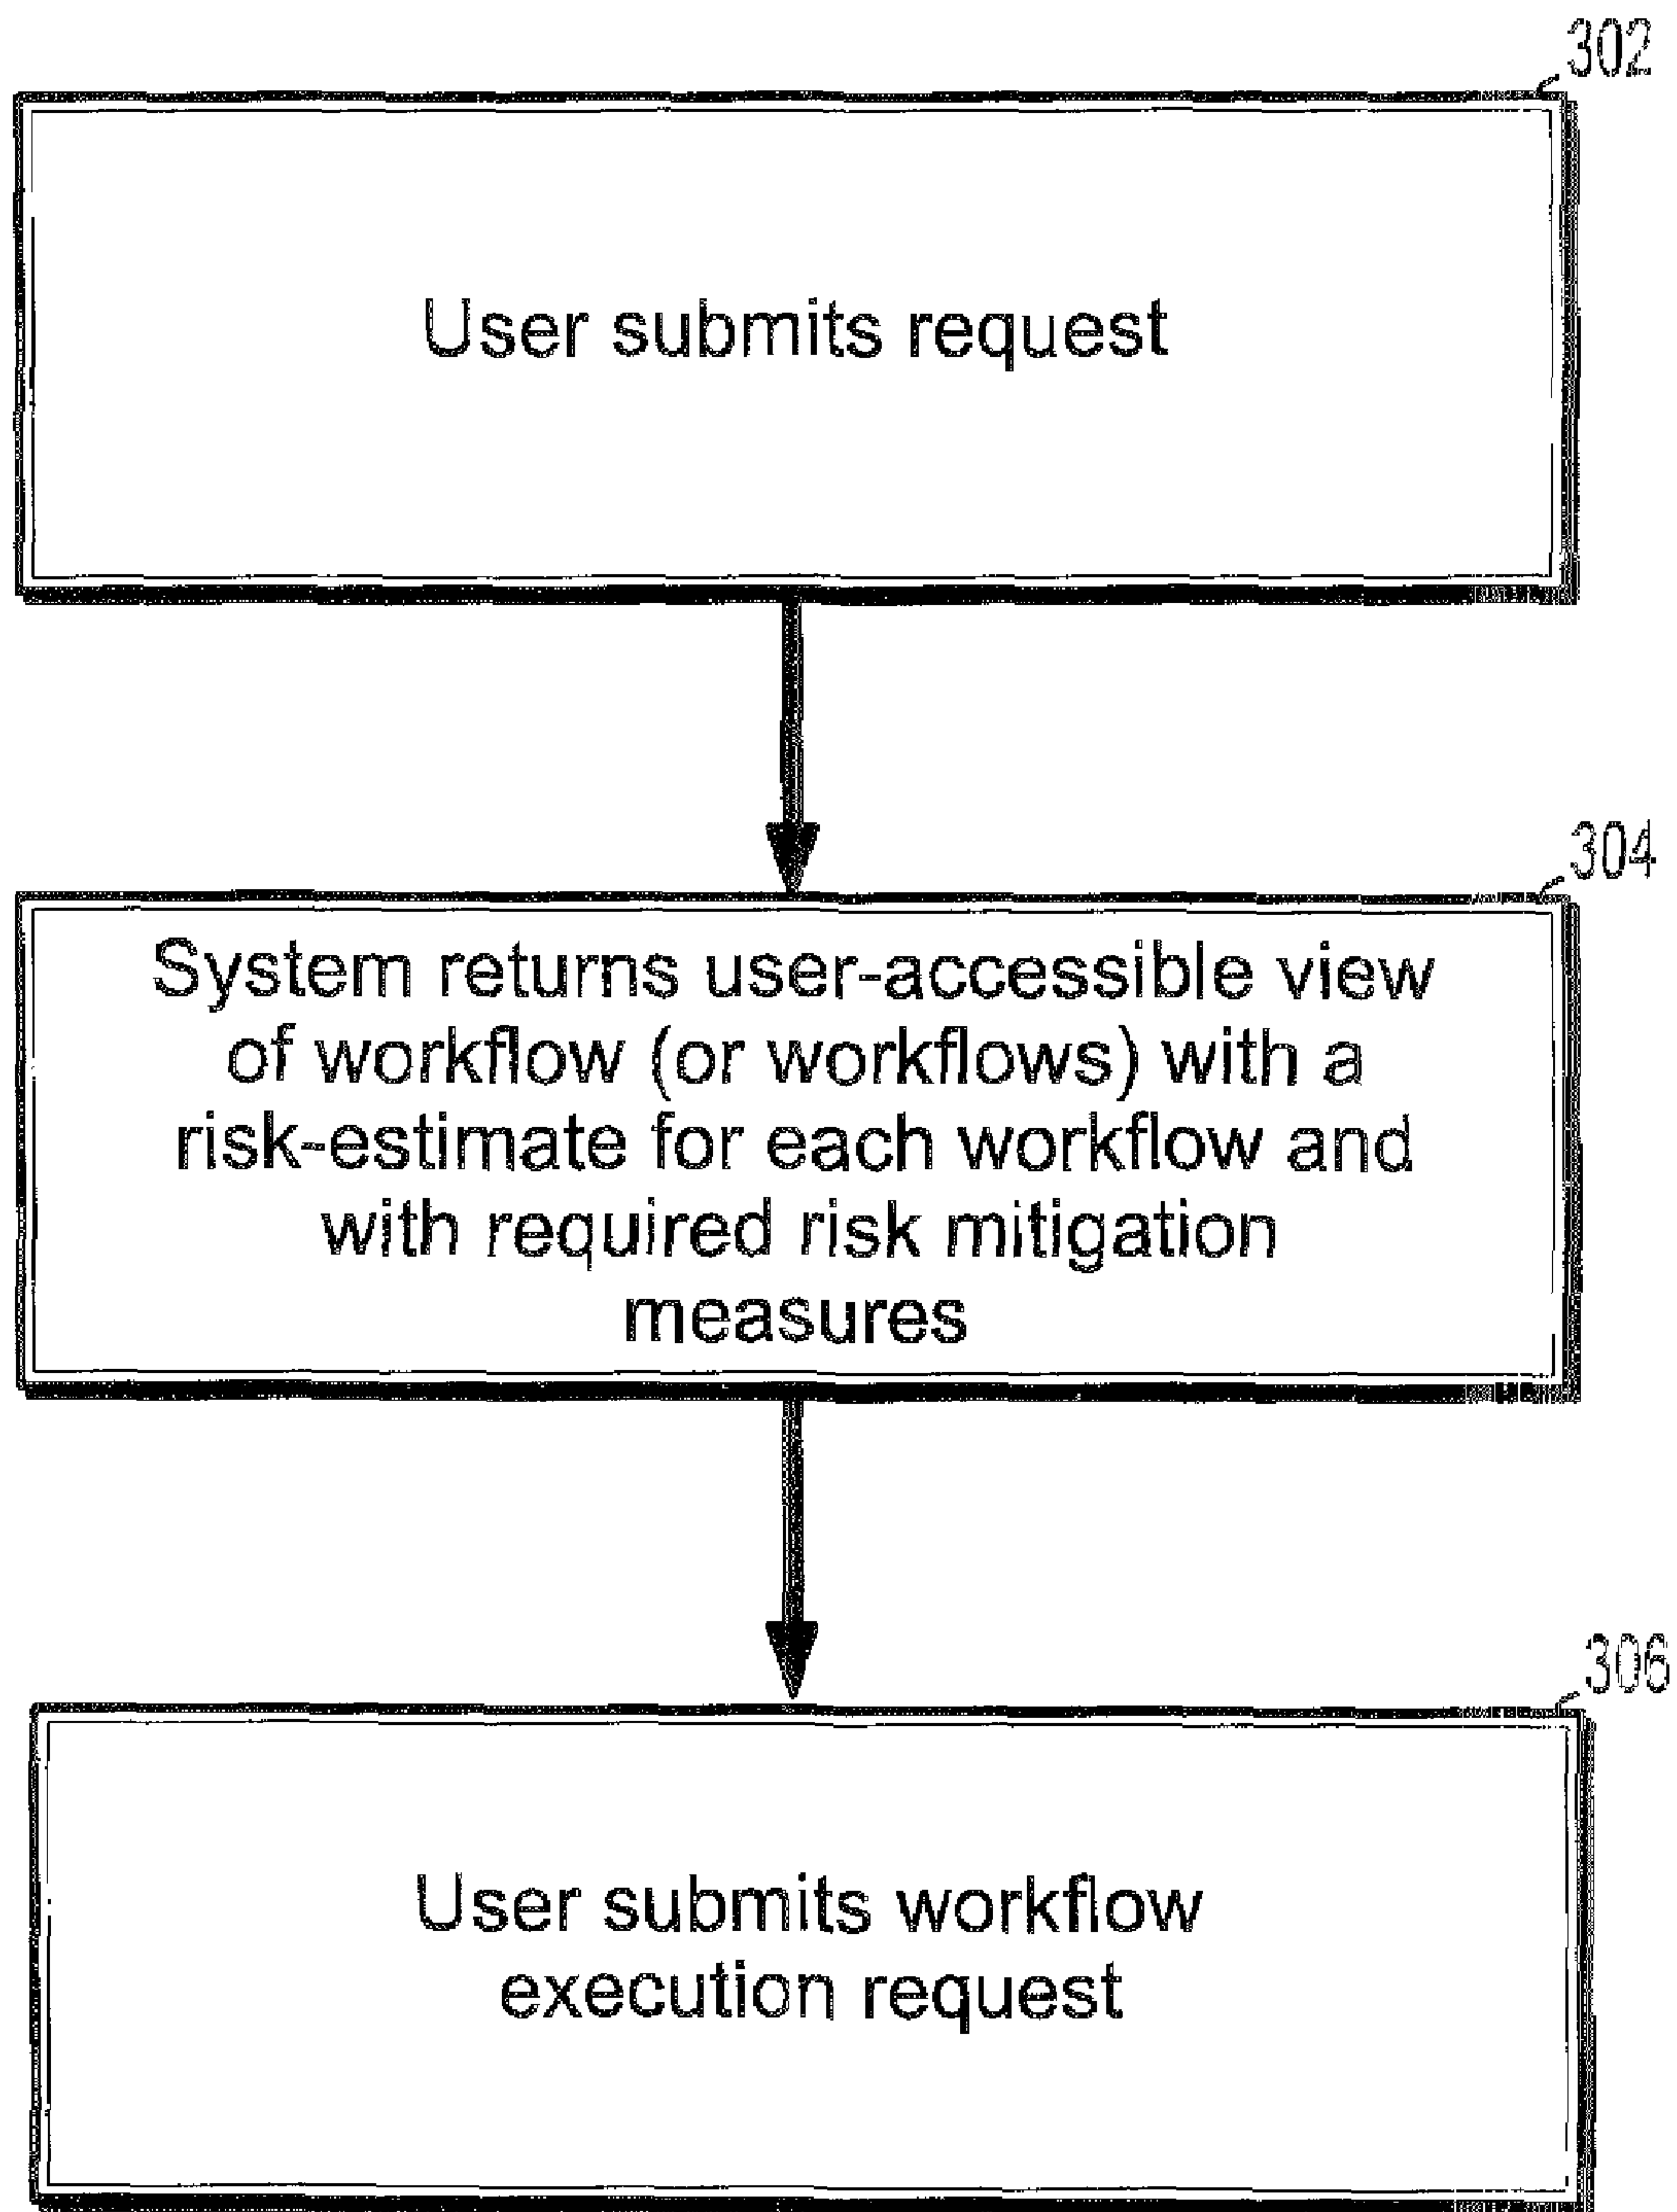 302
User submits request
304
System returns user-accessible view
of workflow (or workflows) with a
risk-estimate for each workflow and
with required risk mitigation
measures
306
User submits workflow
execution request